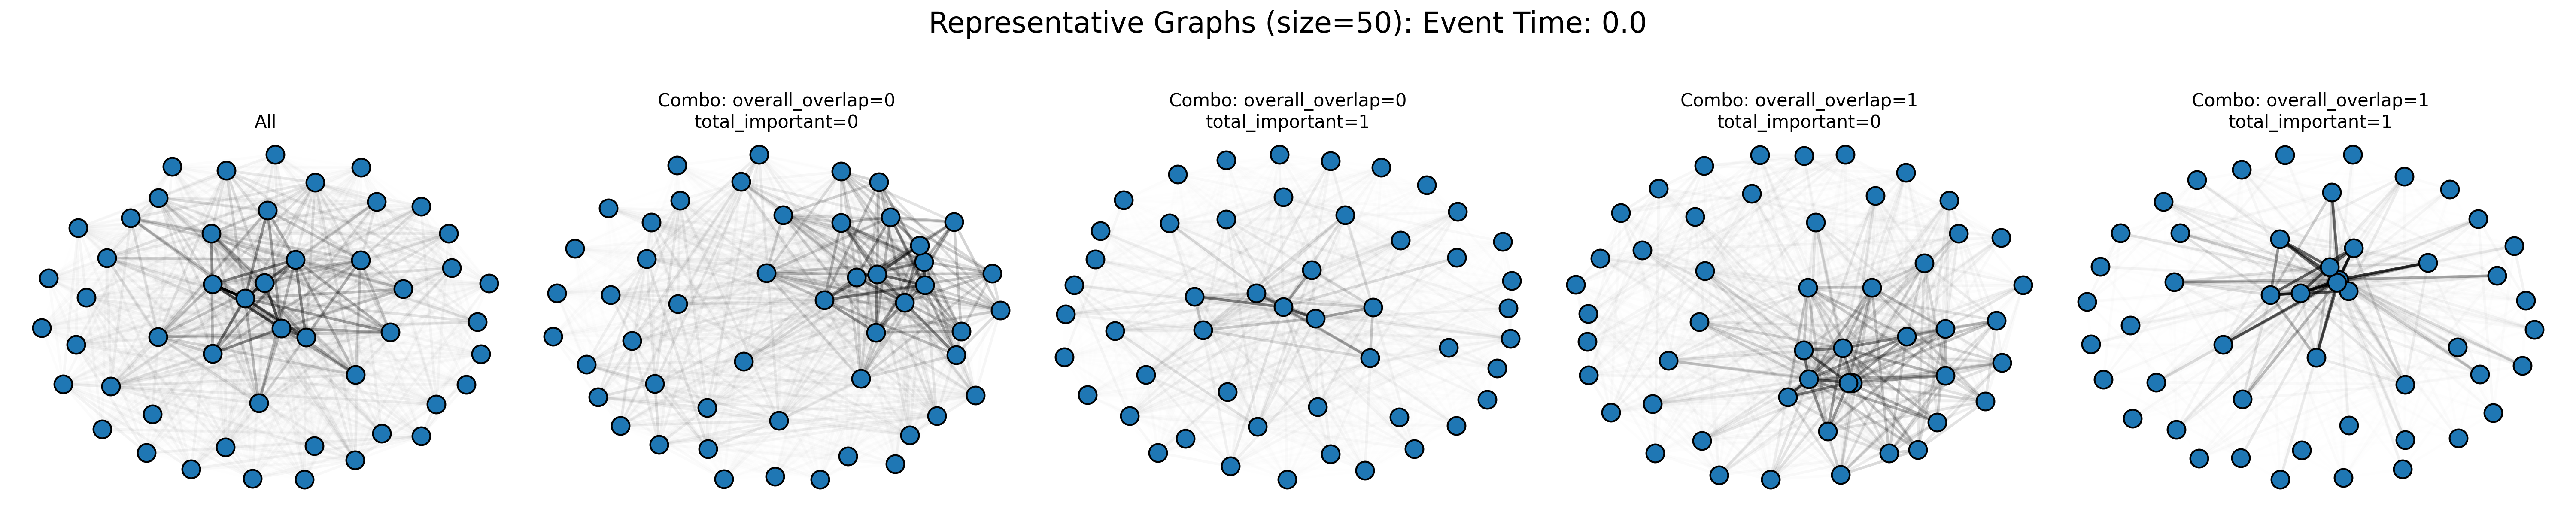 Representative Graphs (size=50): Event Time: 0.0
All
Combo: overall_overlap=0
total_important=0
Combo: overall_overlap=0
total_important=1
Combo: overall_overlap=1
total_important=0
Combo: overall_overlap=1
total_important=1